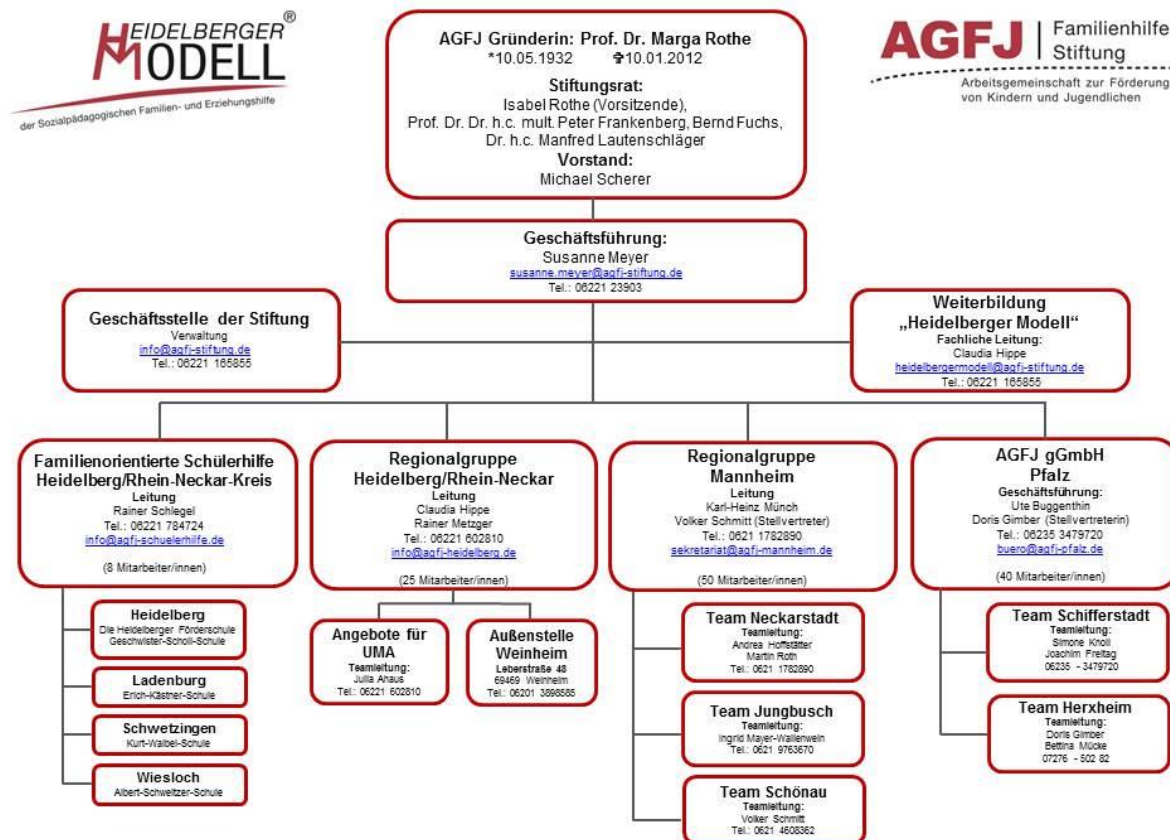 HEIDELBERGER®
MODELL
der Sozialpädagogischen Familien- und Erziehungshilfe
AGFJ Gründerin: Prof. Dr. Marga Rothe
*10.05.1932 ✞10.01.2012
Stiftungsrat:
Isabel Rothe (Vorsitzende),
Prof. Dr. Dr. h.c. mult. Peter Frankenberg, Bernd Fuchs,
Dr. h.c. Manfred Lautenschläger
Vorstand:
Michael Scherer
AGFJ
Familienhilfe
Stiftung
Arbeitsgemeinschaft zur Förderung
von Kindern und Jugendlichen
Geschäftsführung:
Susanne Meyer
susanne.meyer@agfj-stiftung.de
Tel.: 06221 23903
Geschäftsstelle der Stiftung
Verwaltung
info@agfj-stiftung.de
Tel.: 06221 165855
Weiterbildung
„Heidelberger Modell“
Fachliche Leitung:
Claudia Hippe
heidelbergermodell@agfj-stiftung.de
Tel.: 06221 165855
Familienorientierte Schülerhilfe
Heidelberg/Rhein-Neckar-Kreis
Leitung
Rainer Schlegel
Tel.: 06221 784724
info@agfj-schuelerhilfe.de
(8 Mitarbeiter/innen)
Heidelberg
Die Heidelberger Förderschule
Geschwister-Scholl-Schule
Ladenburg
Erich-Kästner-Schule
Schwetzingen
Kurt-Waibel-Schule
Wiesloch
Albert-Schweitzer-Schule
Regionalgruppe
Heidelberg/Rhein-Neckar
Leitung
Claudia Hippe
Rainer Metzger
Tel.: 06221 602810
info@agfj-heidelberg.de
(25 Mitarbeiter/innen)
Angebote für
UMA
Teamleitung:
Julia Ahaus
Tel.: 06221 602810
Außenstelle
Weinheim
Leberstraße 48
69469 Weinheim
Tel.: 06201 3898585
Regionalgruppe
Mannheim
Leitung
Karl-Heinz Münch
Volker Schmitt (Stellvertreter)
Tel.: 0621 1782890
sekretariat@agfj-mannheim.de
(50 Mitarbeiter/innen)
Team Neckarstadt
Teamleitung:
Andrea Hoffstätter
Martin Roth
Tel.: 0621 1782890
Team Jungbusch
Teamleitung:
Ingrid Mayer-Wallenwein
Tel.: 0621 9763670
Team Schönau
Teamleitung:
Volker Schmitt
Tel.: 0621 4608362
AGFJ gGmbH
Pfalz
Geschäftsführung:
Ute Buggenthin
Doris Gimber (Stellvertreterin)
Tel.: 06235 3479720
buero@agfj-pfalz.de
(40 Mitarbeiter/innen)
Team Schifferstadt
Teamleitung:
Simone Knoll
Joachim Freitag
06235 - 3479720
Team Herxheim
Teamleitung:
Doris Gimber
Bettina Mücke
07276 - 502 82